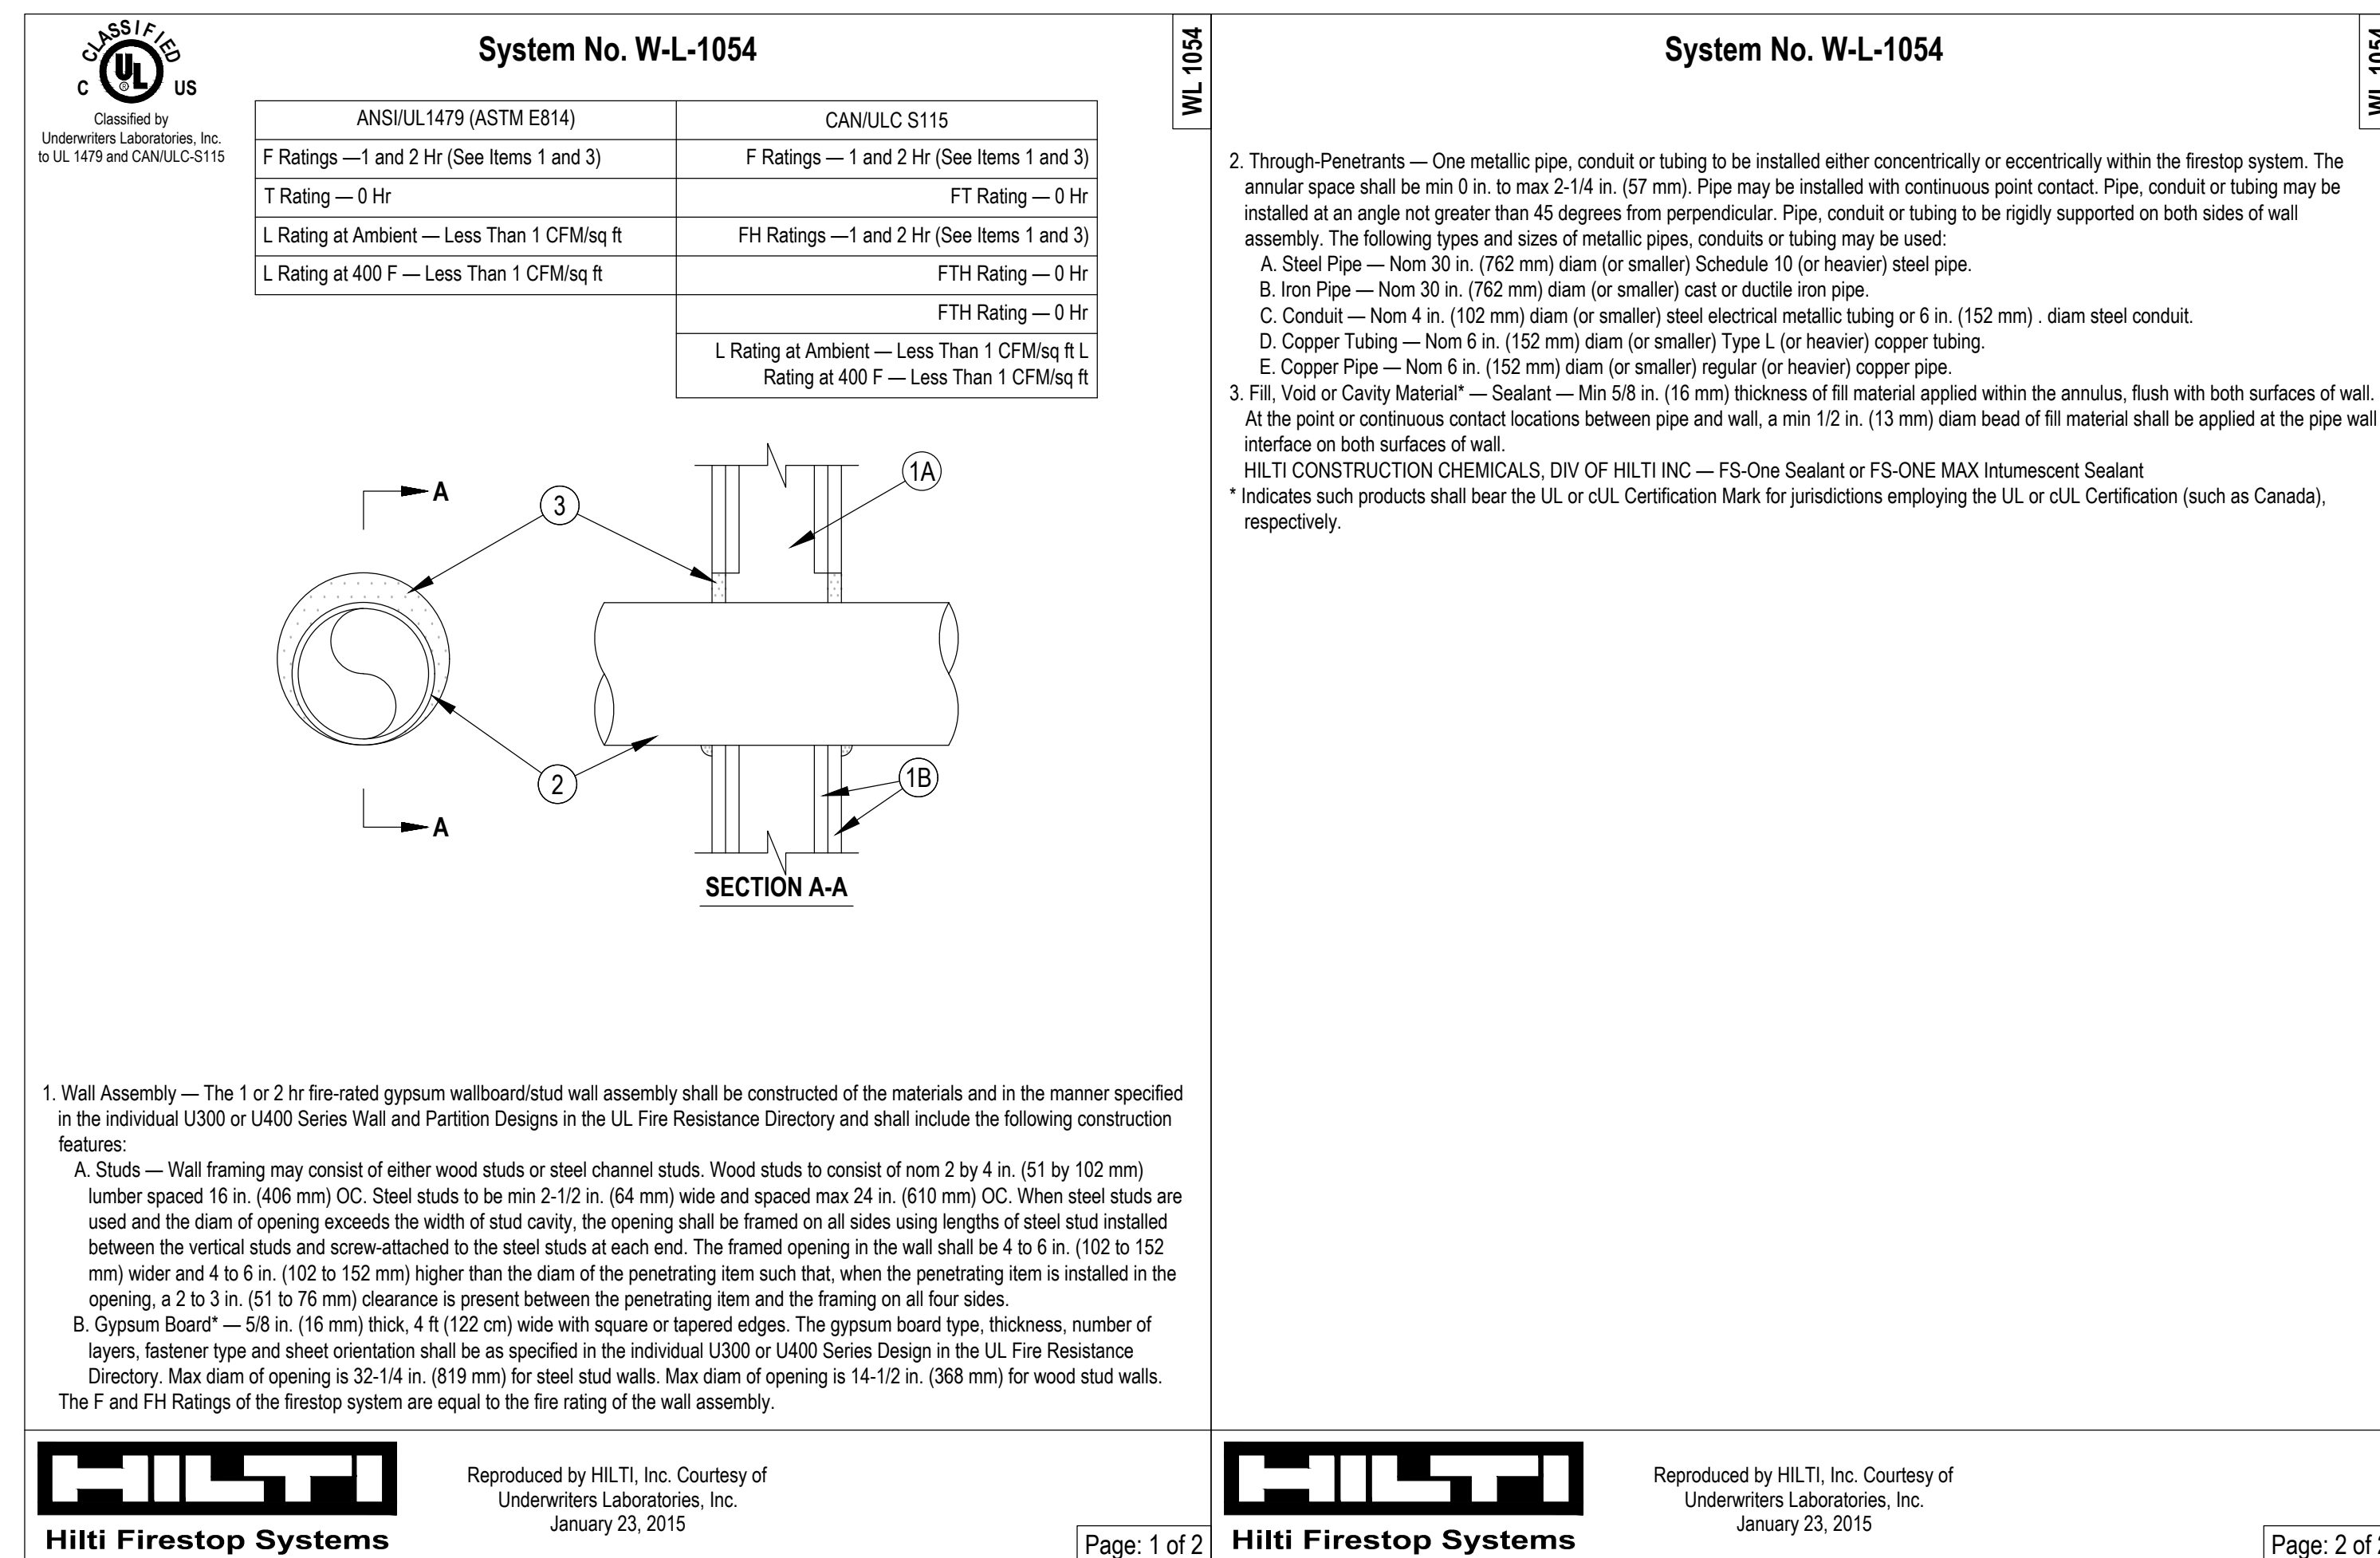 CLASSIFIED
C UL ® US
Classified by
Underwriters Laboratories, Inc.
to UL 1479 and CAN/ULC-S115
System No. W-L-1054
WL 1054
ANSI/UL1479 (ASTM E814)
CAN/ULC S115
F Ratings —1 and 2 Hr (See Items 1 and 3)
F Ratings — 1 and 2 Hr (See Items 1 and 3)
T Rating — 0 Hr
FT Rating — 0 Hr
L Rating at Ambient — Less Than 1 CFM/sq ft
FH Ratings —1 and 2 Hr (See Items 1 and 3)
L Rating at 400 F — Less Than 1 CFM/sq ft
FTH Rating — 0 Hr
FTH Rating — 0 Hr
L Rating at Ambient — Less Than 1 CFM/sq ft L
Rating at 400 F — Less Than 1 CFM/sq ft
1A
A
3
2
1B
A
SECTION A-A
1. Wall Assembly — The 1 or 2 hr fire-rated gypsum wallboard/stud wall assembly shall be constructed of the materials and in the manner specified
in the individual U300 or U400 Series Wall and Partition Designs in the UL Fire Resistance Directory and shall include the following construction
features:
A. Studs — Wall framing may consist of either wood studs or steel channel studs. Wood studs to consist of nom 2 by 4 in. (51 by 102 mm)
lumber spaced 16 in. (406 mm) OC. Steel studs to be min 2-1/2 in. (64 mm) wide and spaced max 24 in. (610 mm) OC. When steel studs are
used and the diam of opening exceeds the width of stud cavity, the opening shall be framed on all sides using lengths of steel stud installed
between the vertical studs and screw-attached to the steel studs at each end. The framed opening in the wall shall be 4 to 6 in. (102 to 152
mm) wider and 4 to 6 in. (102 to 152 mm) higher than the diam of the penetrating item such that, when the penetrating item is installed in the
opening, a 2 to 3 in. (51 to 76 mm) clearance is present between the penetrating item and the framing on all four sides.
B. Gypsum Board* — 5/8 in. (16 mm) thick, 4 ft (122 cm) wide with square or tapered edges. The gypsum board type, thickness, number of
layers, fastener type and sheet orientation shall be as specified in the individual U300 or U400 Series Design in the UL Fire Resistance
Directory. Max diam of opening is 32-1/4 in. (819 mm) for steel stud walls. Max diam of opening is 14-1/2 in. (368 mm) for wood stud walls.
The F and FH Ratings of the firestop system are equal to the fire rating of the wall assembly.
HILTI
Hilti Firestop Systems
Reproduced by HILTI, Inc. Courtesy of
Underwriters Laboratories, Inc.
January 23, 2015
Page: 1 of 2
System No. W-L-1054
WL 1054
2. Through-Penetrants — One metallic pipe, conduit or tubing to be installed either concentrically or eccentrically within the firestop system. The
annular space shall be min 0 in. to max 2-1/4 in. (57 mm). Pipe may be installed with continuous point contact. Pipe, conduit or tubing may be
installed at an angle not greater than 45 degrees from perpendicular. Pipe, conduit or tubing to be rigidly supported on both sides of wall
assembly. The following types and sizes of metallic pipes, conduits or tubing may be used:
A. Steel Pipe — Nom 30 in. (762 mm) diam (or smaller) Schedule 10 (or heavier) steel pipe.
B. Iron Pipe — Nom 30 in. (762 mm) diam (or smaller) cast or ductile iron pipe.
C. Conduit — Nom 4 in. (102 mm) diam (or smaller) steel electrical metallic tubing or 6 in. (152 mm) . diam steel conduit.
D. Copper Tubing — Nom 6 in. (152 mm) diam (or smaller) Type L (or heavier) copper tubing.
E. Copper Pipe — Nom 6 in. (152 mm) diam (or smaller) regular (or heavier) copper pipe.
3. Fill, Void or Cavity Material* — Sealant — Min 5/8 in. (16 mm) thickness of fill material applied within the annulus, flush with both surfaces of wall.
At the point or continuous contact locations between pipe and wall, a min 1/2 in. (13 mm) diam bead of fill material shall be applied at the pipe wall
interface on both surfaces of wall.
HILTI CONSTRUCTION CHEMICALS, DIV OF HILTI INC — FS-One Sealant or FS-ONE MAX Intumescent Sealant
* Indicates such products shall bear the UL or cUL Certification Mark for jurisdictions employing the UL or cUL Certification (such as Canada),
respectively.
HILTI
Hilti Firestop Systems
Reproduced by HILTI, Inc. Courtesy of
Underwriters Laboratories, Inc.
January 23, 2015
Page: 2 of 2